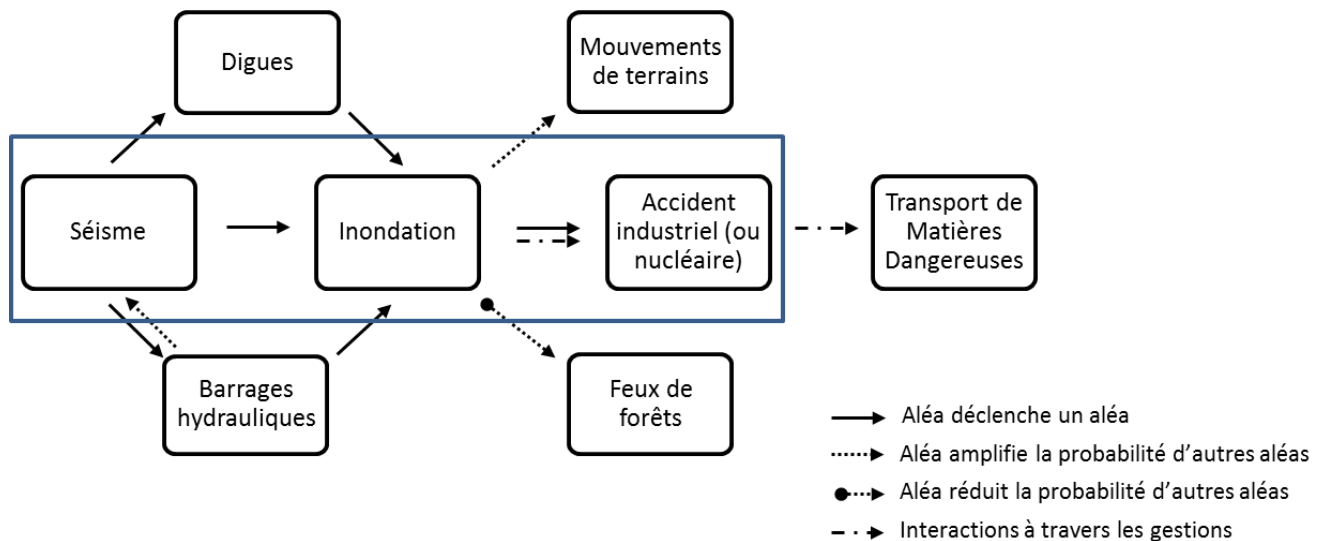 Digues
Mouvements
de terrains
Séisme
Inondation
Accident
industriel (ou
nucléaire)
Transport de
Matières
Dangereuses
Barrages
hydrauliques
Feux de
forêts
Aléa déclenche un aléa
Aléa amplifie la probabilité d'autres aléas
Aléa réduit la probabilité d'autres aléas
Interactions à travers les gestions